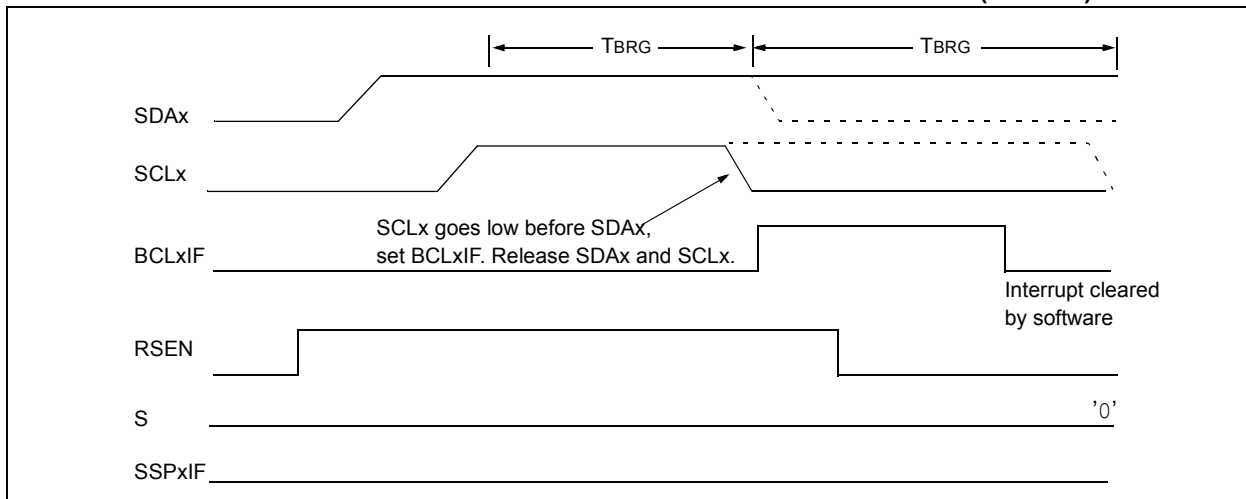 TBRG TBRG
SDAx
SCLx
SCLx goes low before SDAx,
set BCLxIF. Release SDAx and SCLx.
BCLxIF
Interrupt cleared
by software
RSEN
S '0'
SSPxIF